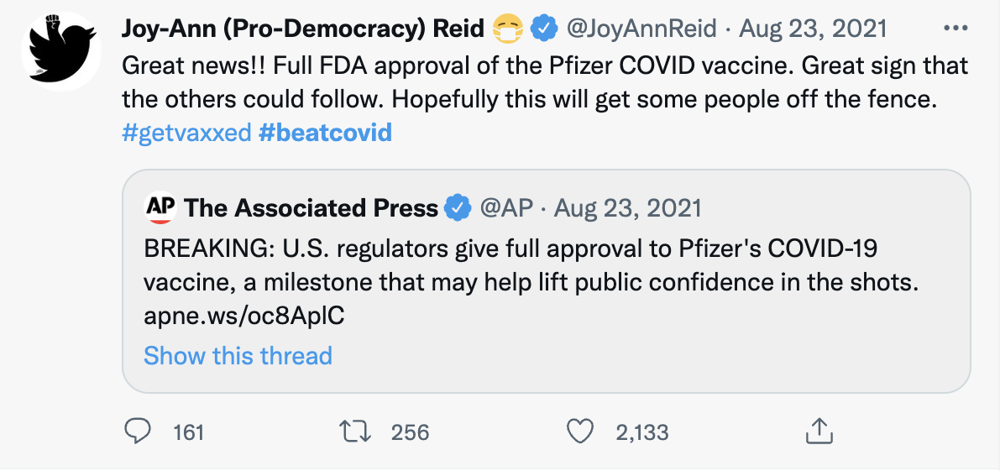 Joy-Ann (Pro-Democracy) Reid 😷 @JoyAnnReid · Aug 23, 2021
Great news!! Full FDA approval of the Pfizer COVID vaccine. Great sign that
the others could follow. Hopefully this will get some people off the fence.
#getvaxxed #beatcovid
AP The Associated Press @AP · Aug 23, 2021
BREAKING: U.S. regulators give full approval to Pfizer's COVID-19
vaccine, a milestone that may help lift public confidence in the shots.
apne.ws/oc8AplC
Show this thread
161 256 2,133